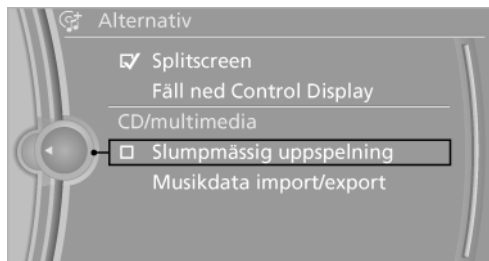 Alternativ
Splitscreen
Fäll ned Control Display
CD/multimedia
Slumpmässig uppspelning
Musikdata import/export